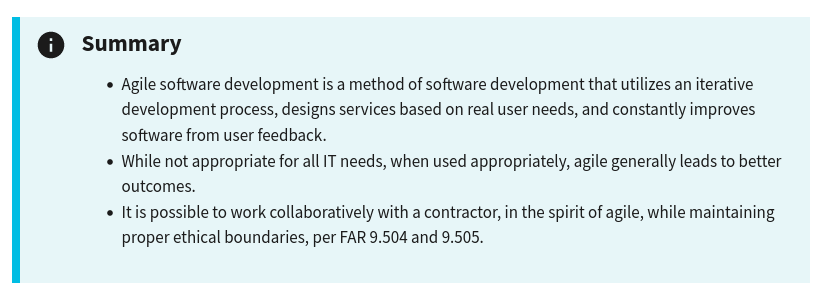 Summary
• Agile software development is a method of software development that utilizes an iterative
development process, designs services based on real user needs, and constantly improves
software from user feedback.
• While not appropriate for all IT needs, when used appropriately, agile generally leads to better
outcomes.
• It is possible to work collaboratively with a contractor, in the spirit of agile, while maintaining
proper ethical boundaries, per FAR 9.504 and 9.505.